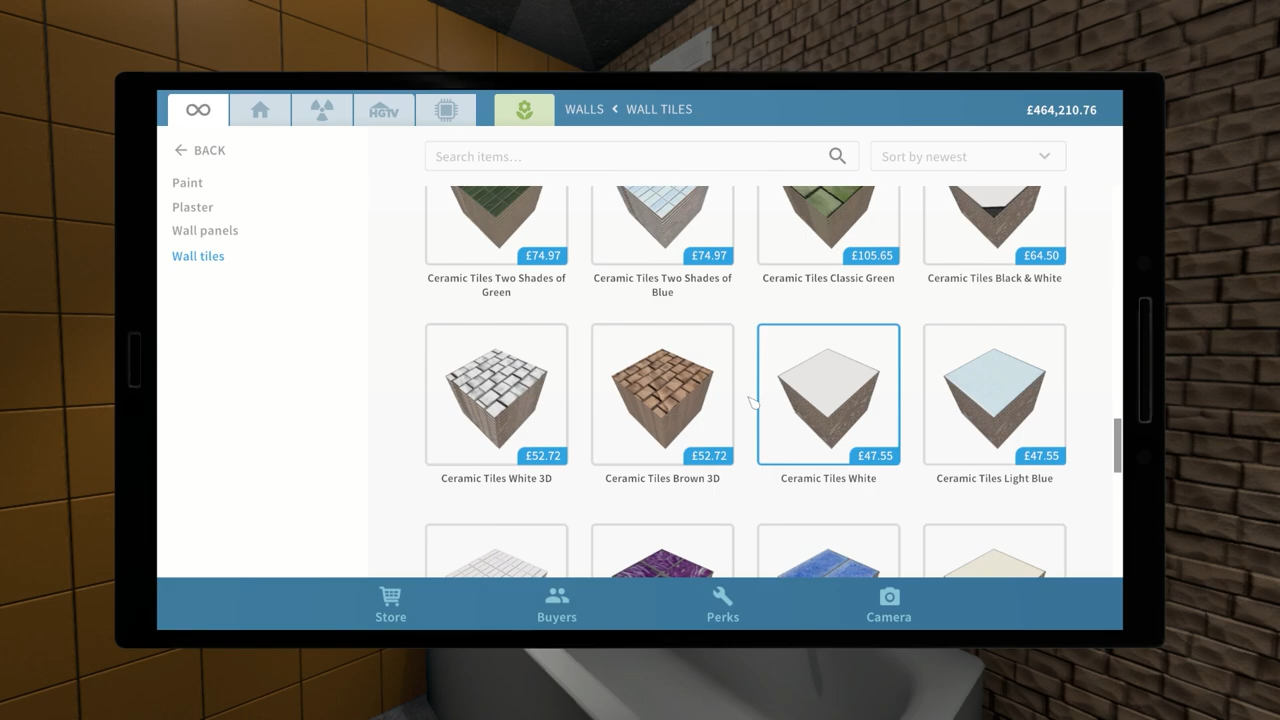 HGTV
WALLS < WALL TILES
£464,210.76
BACK
Search items...
Sort by newest
Paint
Plaster
Wall panels
Wall tiles
£74.97
£74.97
£105.65
£64.50
Ceramic Tiles Two Shades of
Green
Ceramic Tiles Two Shades of
Blue
Ceramic Tiles Classic Green
Ceramic Tiles Black & White
£52.72
£52.72
£47.55
£47.55
Ceramic Tiles White 3D
Ceramic Tiles Brown 3D
Ceramic Tiles White
Ceramic Tiles Light Blue
Store
Buyers
Perks
Camera